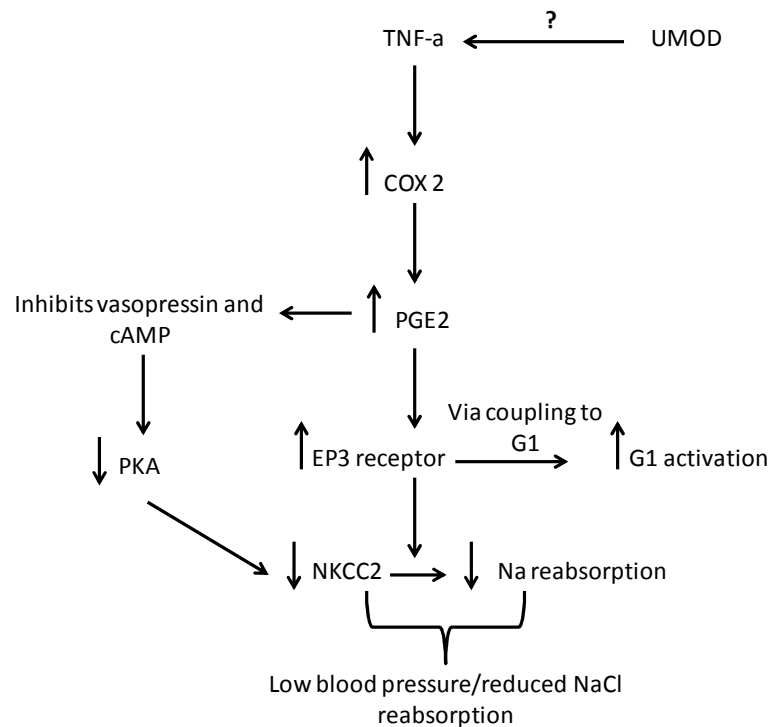 ?
TNF-a
UMOD
COX 2
Inhibits vasopressin and
cAMP
PGE2
Via coupling to
G1
EP3 receptor
G1 activation
PKA
NKCC2
Na reabsorption
Low blood pressure/reduced NaCl
reabsorption